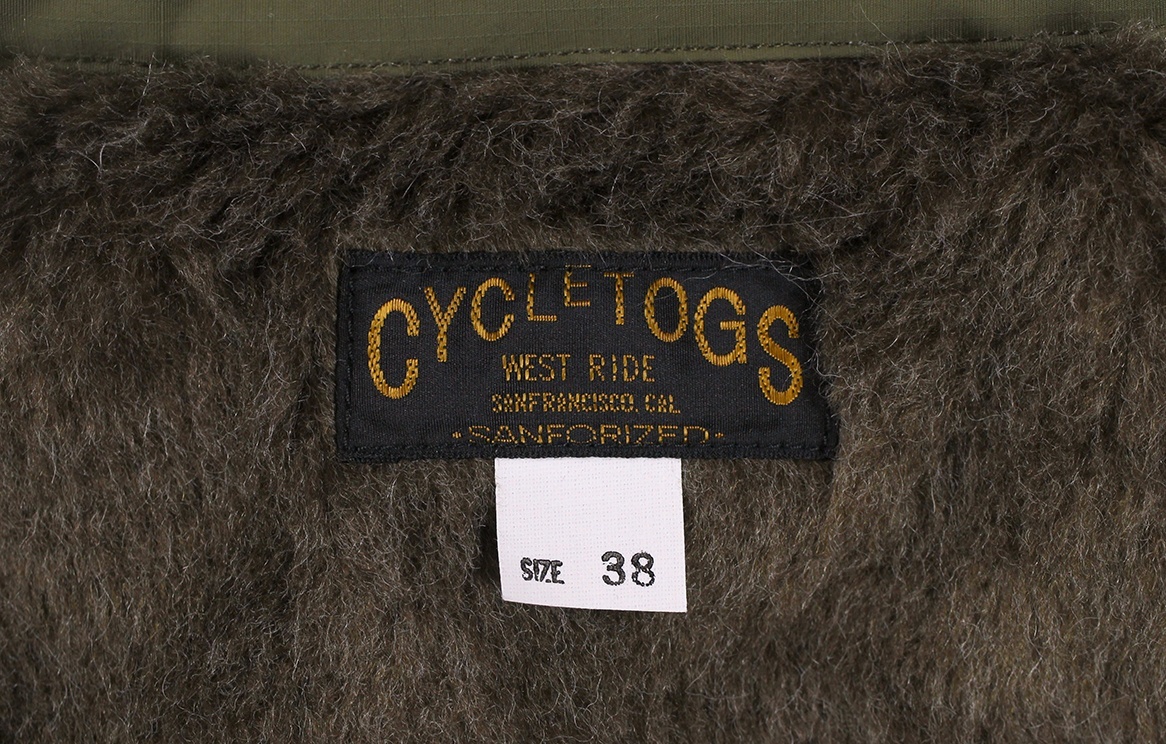 CYCLETOGS
WEST RIDE
SANFRANCISCO, CAL
·SANFORIZED·
SIZE 38